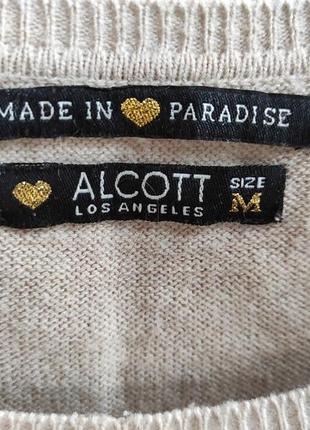 MADE IN PARADISE
ALCOTT SIZE
LOS ANGELES M